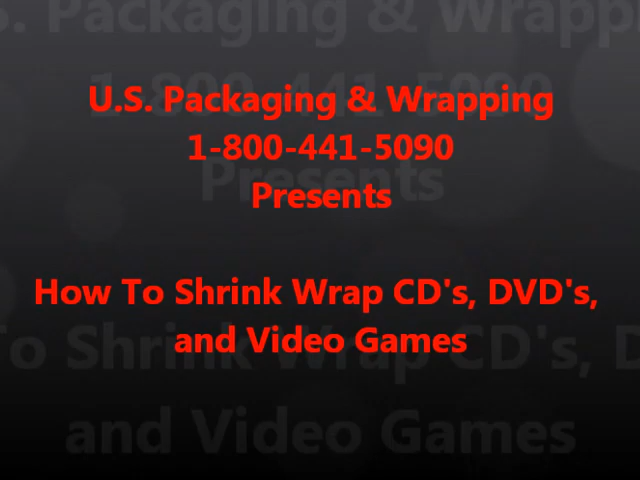 U.S. Packaging & Wrapping
1-800-441-5090
Presents
How To Shrink Wrap CD's, DVD's,
and Video Games